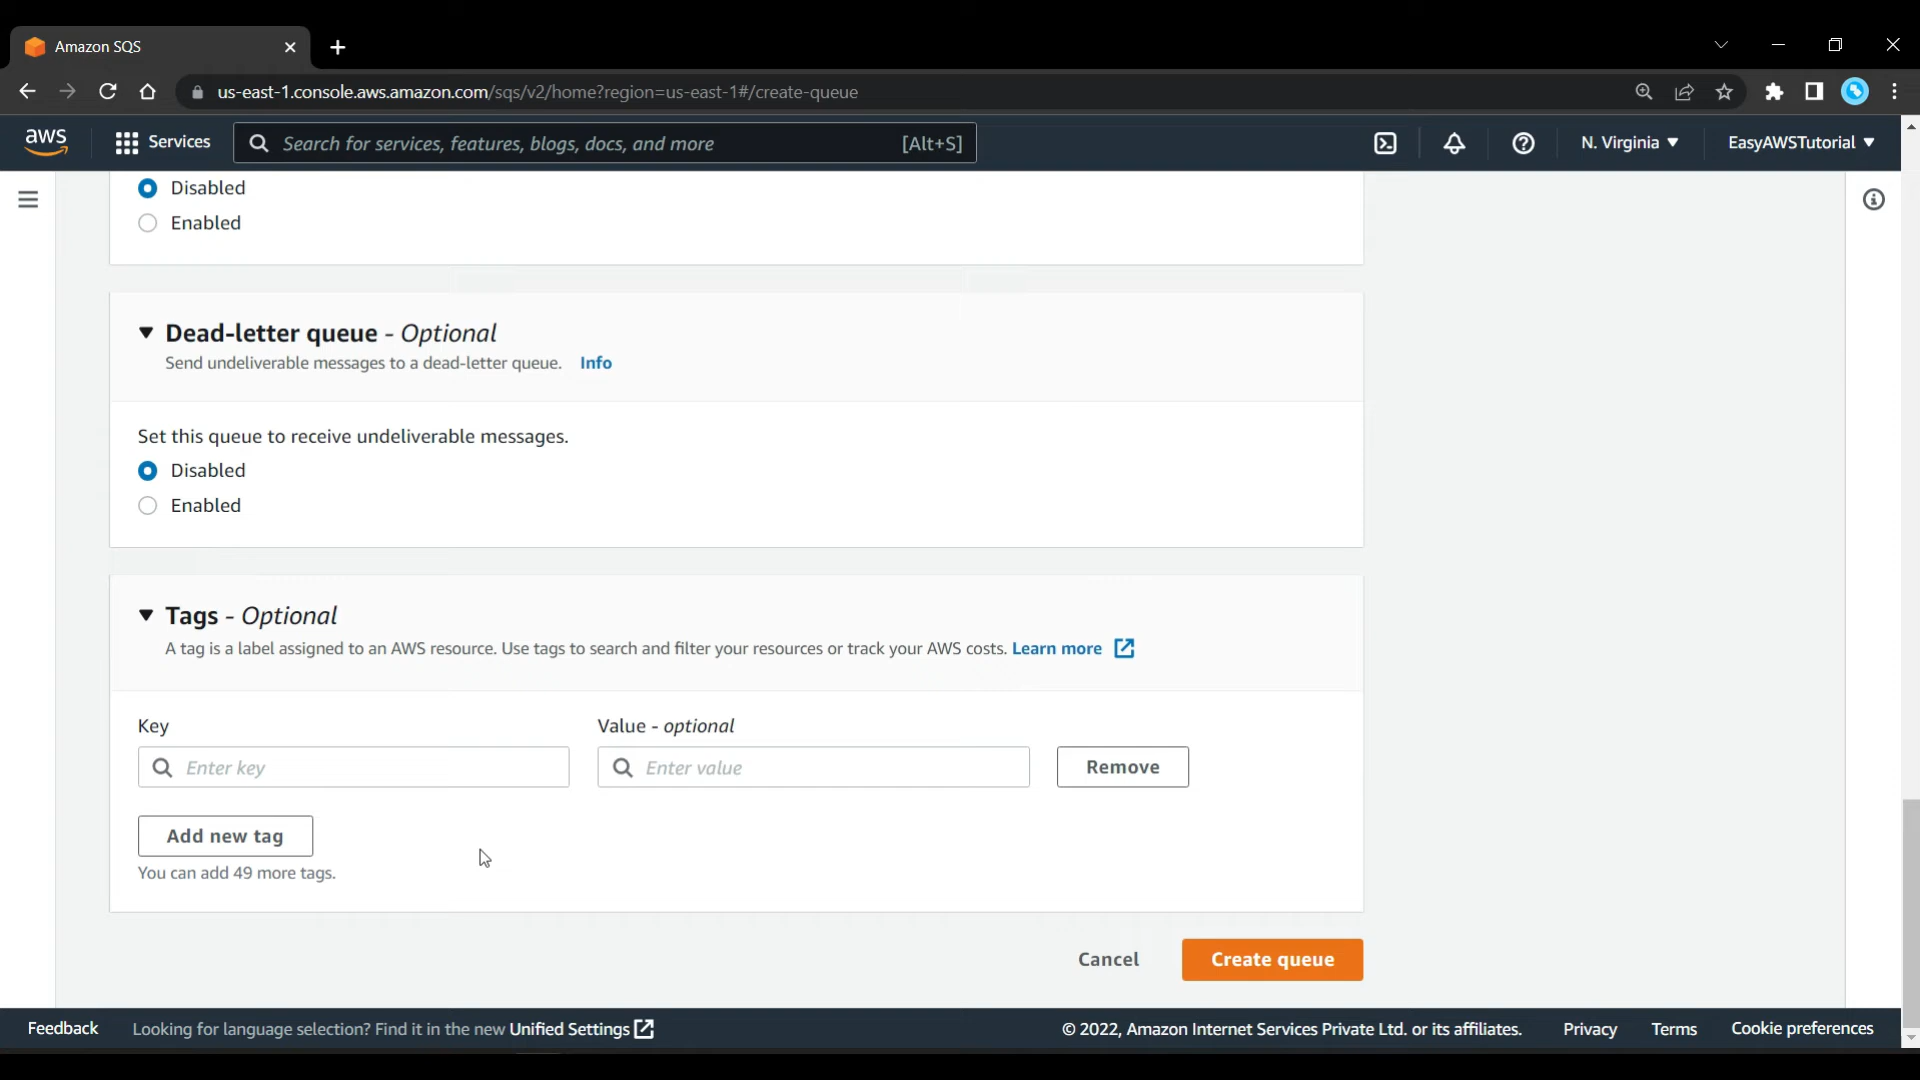 Amazon SQS
us-east-1.console.aws.amazon.com/sqs/v2/home?region=us-east-1#/create-queue
aws
Services
Search for services, features, blogs, docs, and more
[Alt+S]
N. Virginia
EasyAWSTutorial
Disabled
Enabled
Dead-letter queue - Optional
Send undeliverable messages to a dead-letter queue. Info
Set this queue to receive undeliverable messages.
Disabled
Enabled
Tags - Optional
A tag is a label assigned to an AWS resource. Use tags to search and filter your resources or track your AWS costs. Learn more
Key
Value - optional
Enter key
Enter value
Remove
Add new tag
You can add 49 more tags.
Cancel
Create queue
Feedback
Looking for language selection? Find it in the new Unified Settings
© 2022, Amazon Internet Services Private Ltd. or its affiliates.
Privacy
Terms
Cookie preferences